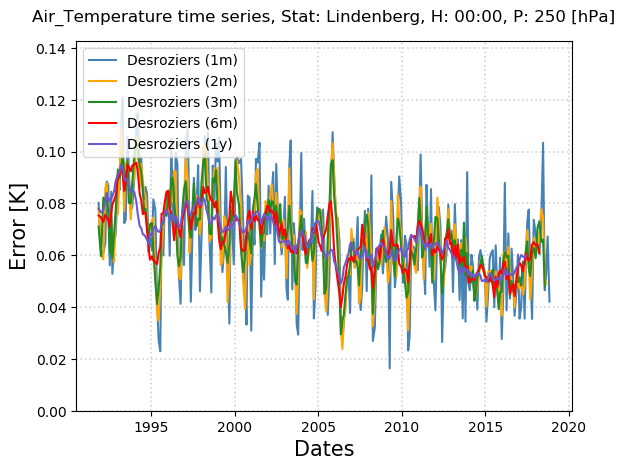 Air_Temperature time series, Stat: Lindenberg, H: 00:00, P: 250 [hPa]
0.14
0.12
0.10
0.08
0.06
0.04
0.02
0.00
Error [K]
Desroziers (1m)
Desroziers (2m)
Desroziers (3m)
Desroziers (6m)
Desroziers (1y)
1995
2000
2005
2010
2015
2020
Dates